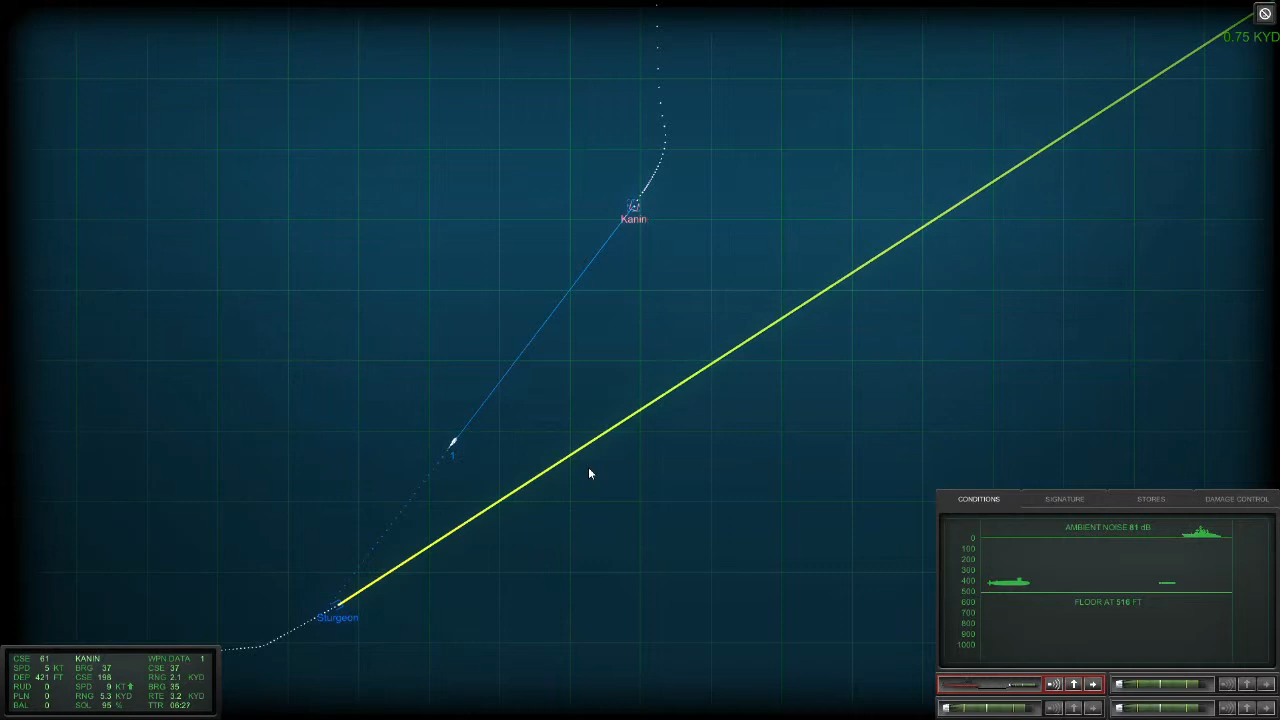 0.75 KYD
Kanin
1
Sturgeon
CONDITIONS SIGNATURE STORES DAMAGE CONTROL
AMBIENT NOISE 81 dB
0
100
200
300
400
500
600
700
800
900
1000
FLOOR AT 516 FT
CSE 61 KANIN WPN DATA 1
SPD 5 KT BRG 37 CSE 37
DEP 421 FT CSE 198 RNG 2.1 KYD
RUD 0 SPD 9 KT BRG 35
PLN 0 RNG 5.3 KYD RTE 3.2 KYD
BAL 0 SOL 95 % TTR 06:27